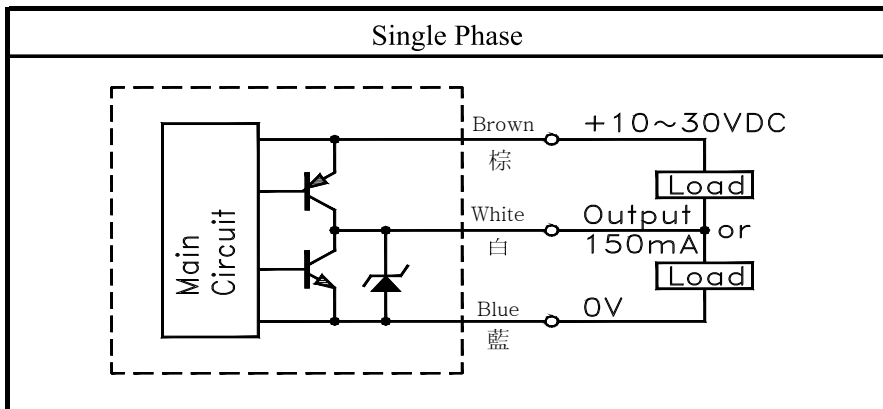 Single Phase
Main
Circuit
Brown
棕
+10~30VDC
Load
White
白
Output
150mA
or
Load
Blue
藍
0V